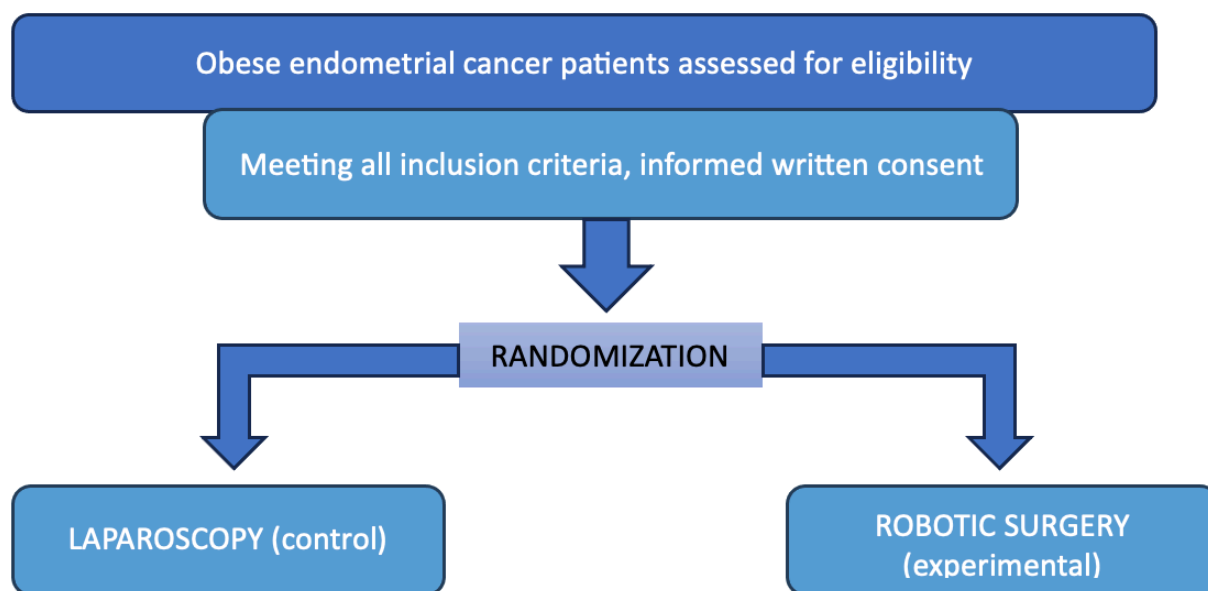 Obese endometrial cancer patients assessed for eligibility
Meeting all inclusion criteria, informed written consent
RANDOMIZATION
LAPAROSCOPY (control)
ROBOTIC SURGERY
(experimental)